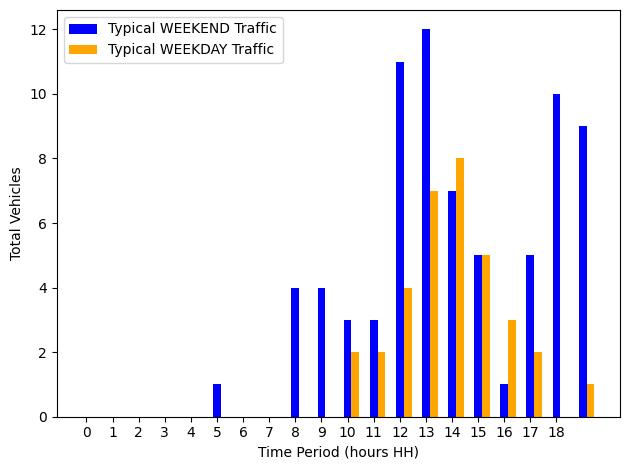 Typical WEEKEND Traffic
Typical WEEKDAY Traffic
12
10
8
6
4
2
0
Total Vehicles
0 1 2 3 4 5 6 7 8 9 10 11 12 13 14 15 16 17 18
Time Period (hours HH)